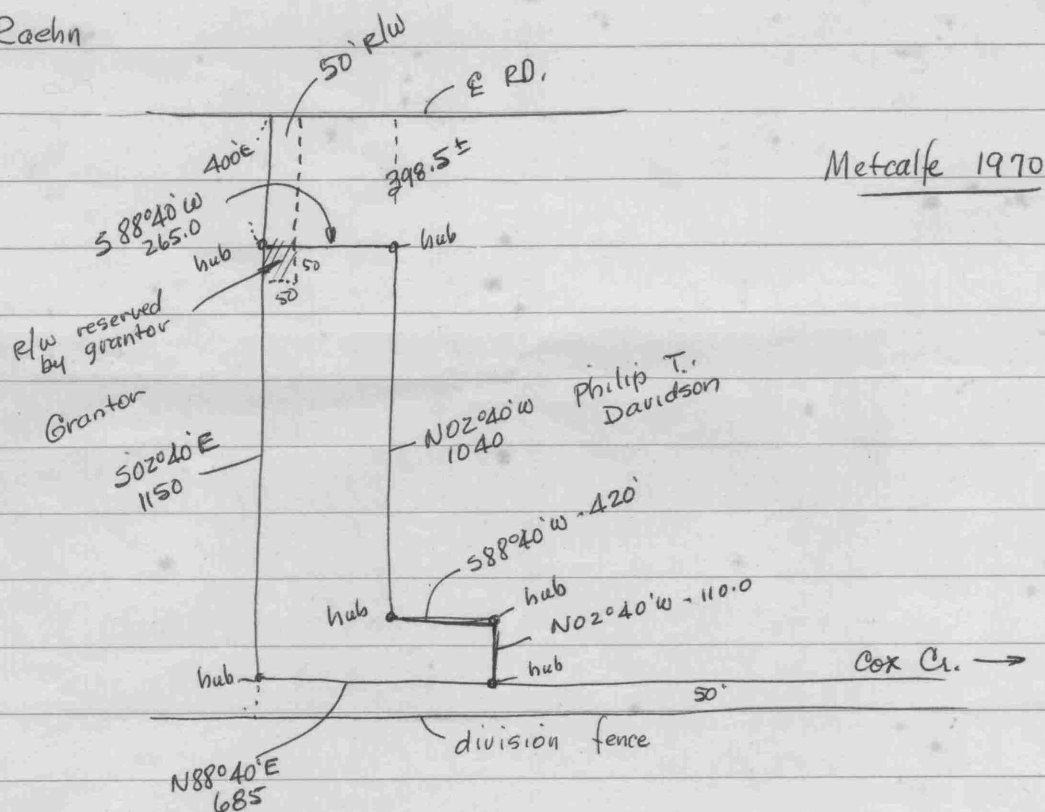 Raehn
50' R/W
℄ RD.
400'±
398.5 ±
Metcalfe 1970
S 88°40'W
265.0
hub
hub
50
50
R/W reserved
by grantor
Grantor
Philip T.
Davidson
N02°40'W
1040
S02°40'E
1150
S88°40'W - 420'
hub
hub
N02°40'W - 110.0
hub
hub
Cox Cr.
50'
division fence
N88°40'E
685